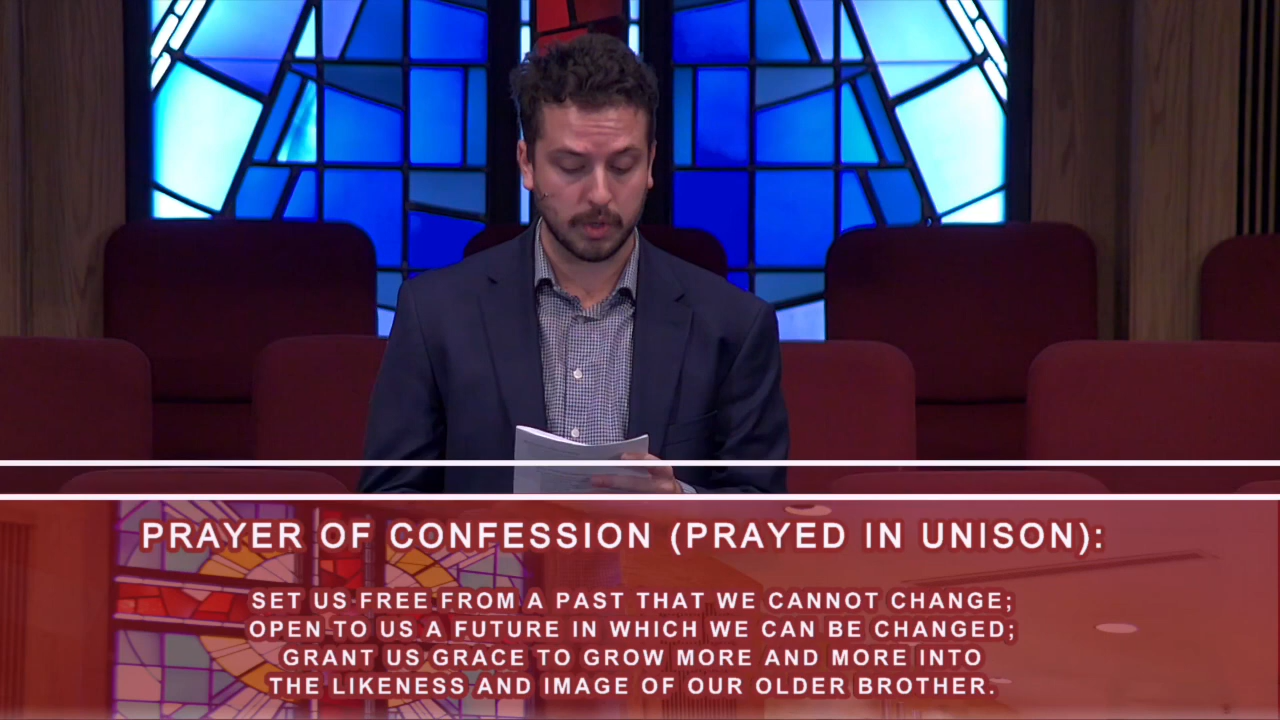 PRAYER OF CONFESSION (PRAYED IN UNISON):
SET US FREE FROM A PAST THAT WE CANNOT CHANGE;
OPEN TO US A FUTURE IN WHICH WE CAN BE CHANGED;
GRANT US GRACE TO GROW MORE AND MORE INTO
THE LIKENESS AND IMAGE OF OUR OLDER BROTHER.